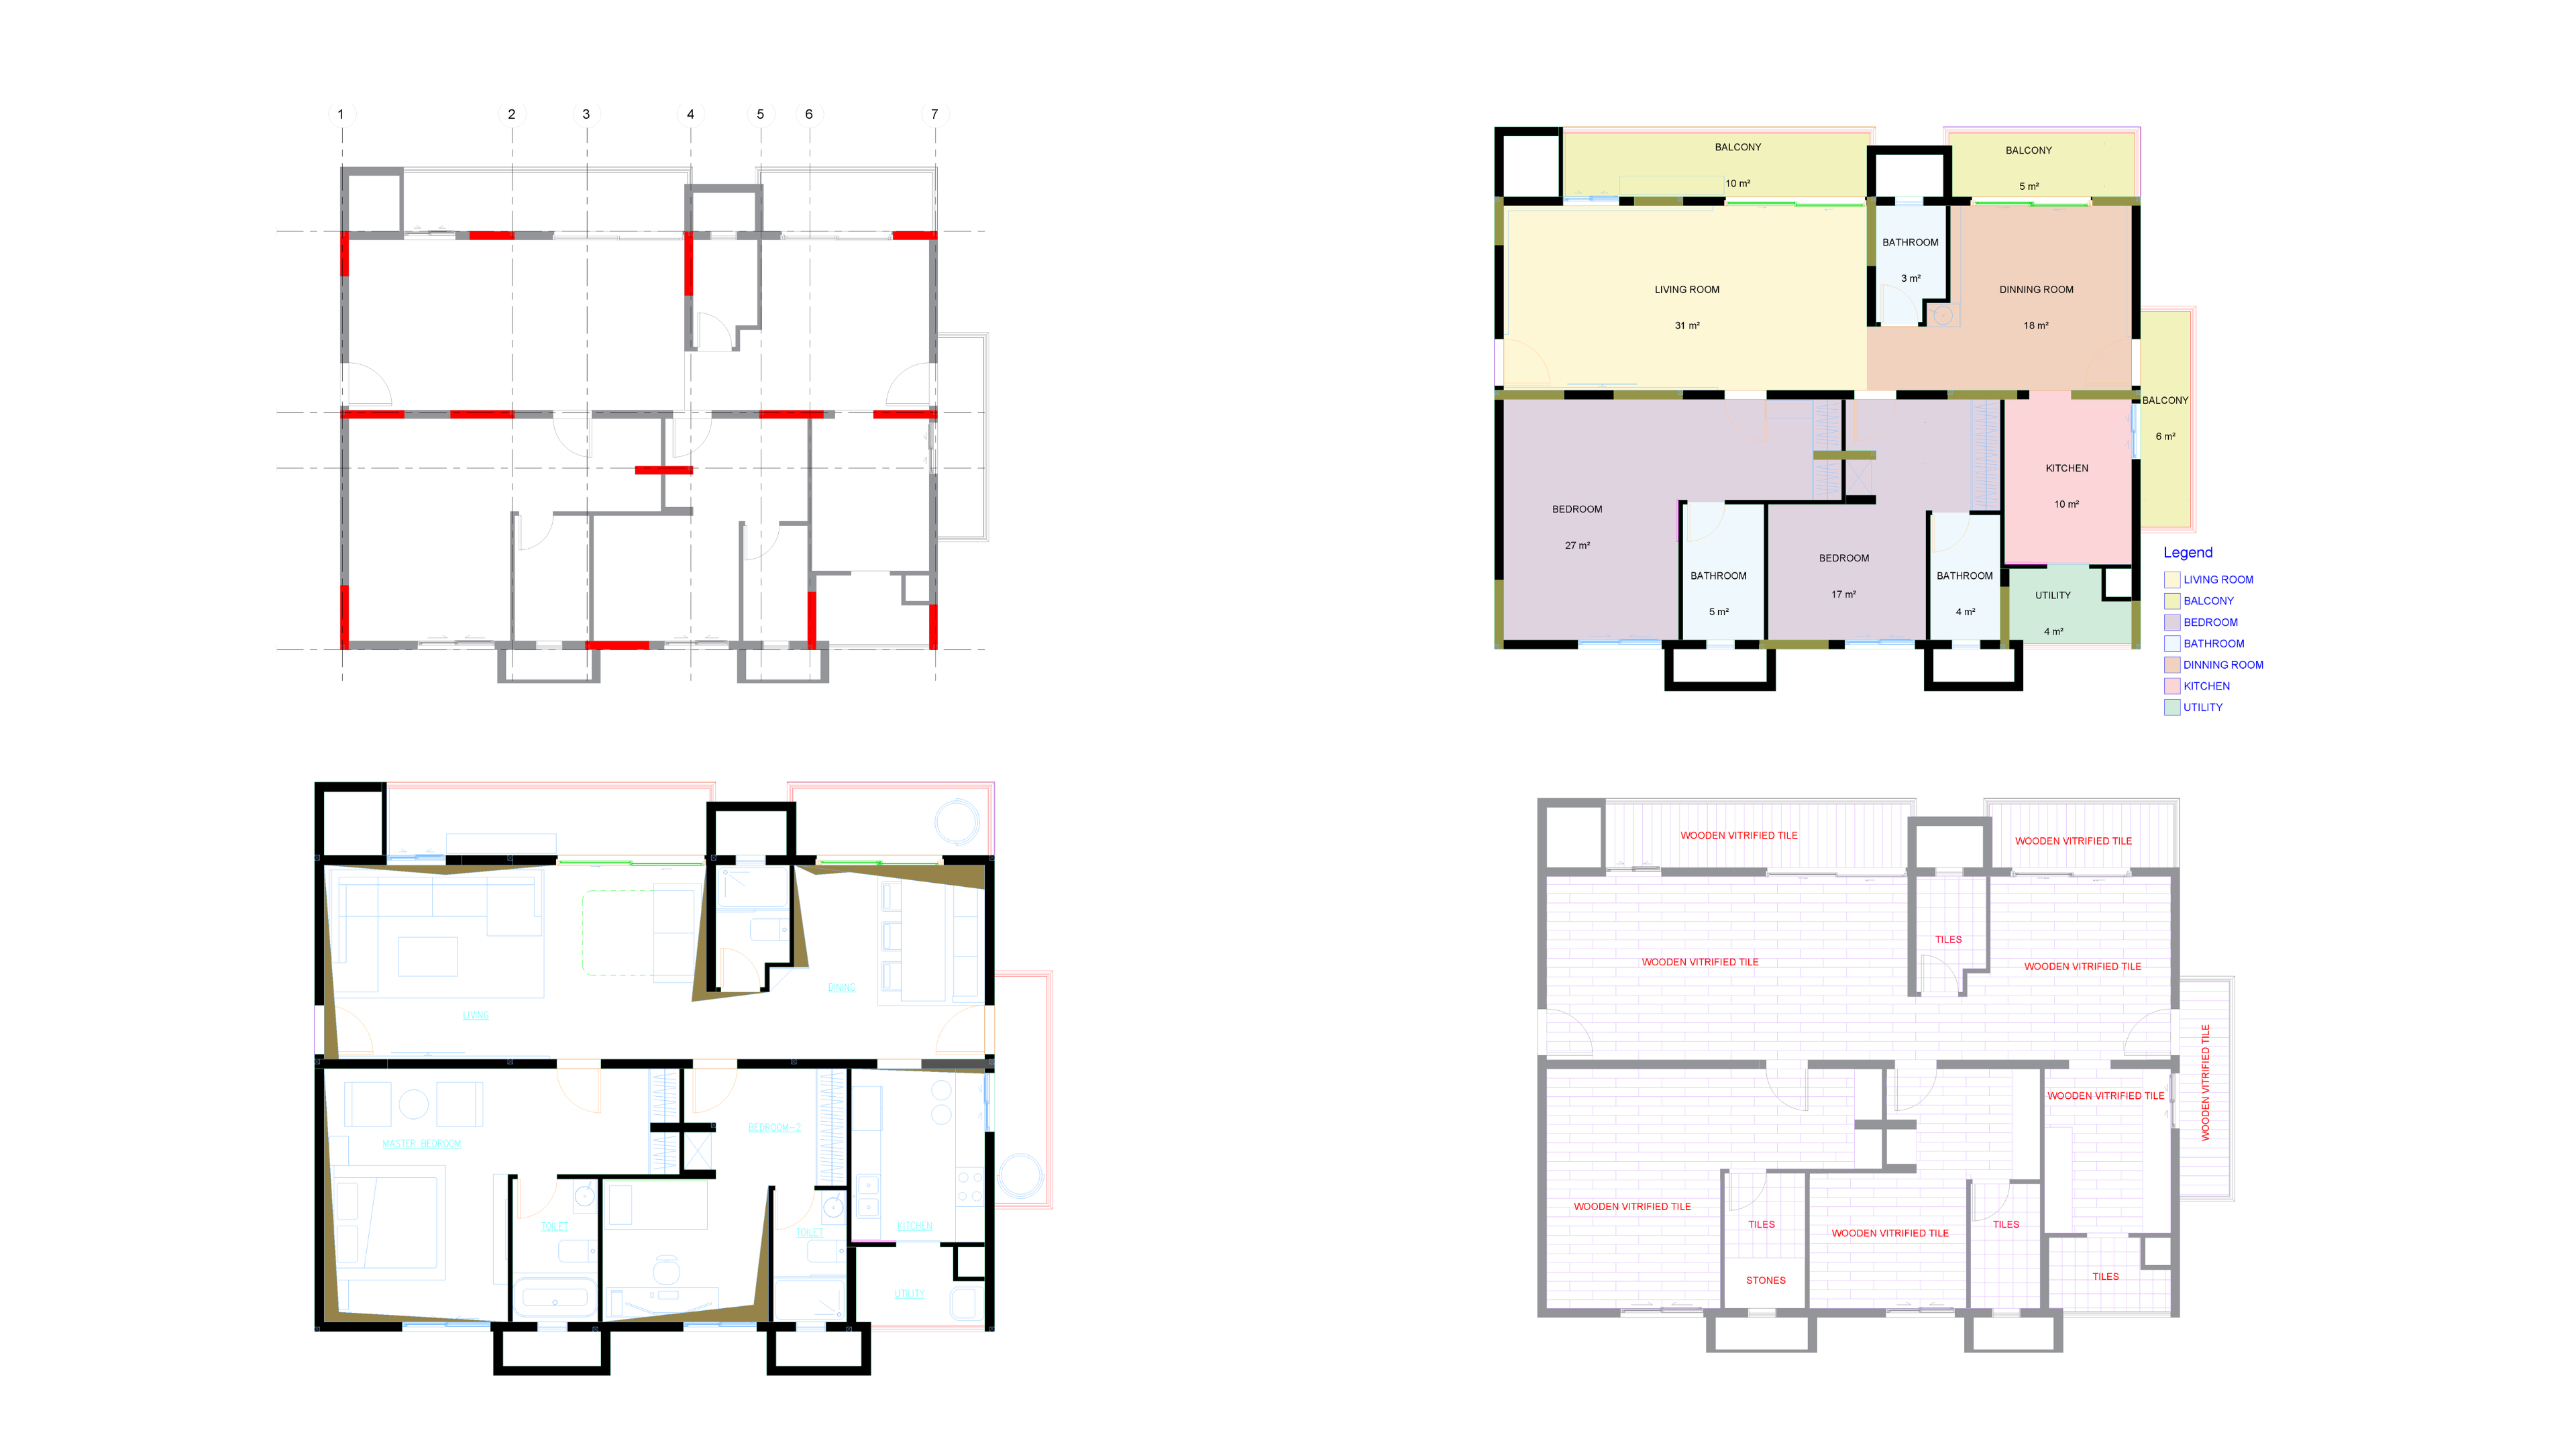 1 2 3 4 5 6 7
BALCONY
10 m²
BALCONY
5 m²
BATHROOM
3 m²
LIVING ROOM
31 m²
DINNING ROOM
18 m²
BALCONY
6 m²
KITCHEN
10 m²
BEDROOM
27 m²
BEDROOM
17 m²
BATHROOM
5 m²
BATHROOM
4 m²
UTILITY
4 m²
Legend
LIVING ROOM
BALCONY
BEDROOM
BATHROOM
DINNING ROOM
KITCHEN
UTILITY
DINING
LIVING
MASTER BEDROOM
BEDROOM-2
TOILET
TOILET
KITCHEN
UTILITY
WOODEN VITRIFIED TILE
WOODEN VITRIFIED TILE
TILES
WOODEN VITRIFIED TILE
WOODEN VITRIFIED TILE
WOODEN VITRIFIED TILE
WOODEN VITRIFIED TILE
WOODEN VITRIFIED TILE
TILES
WOODEN VITRIFIED TILE
TILES
STONES
TILES